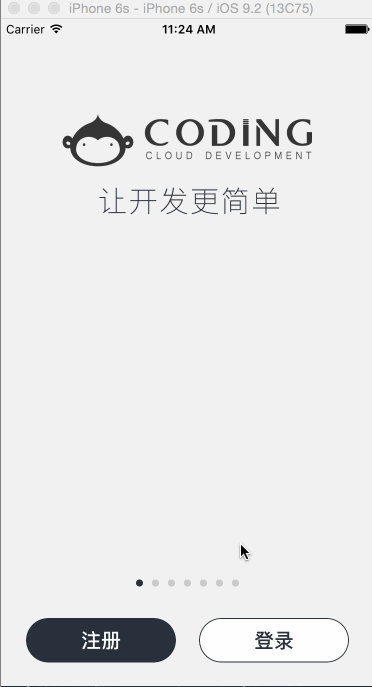 iPhone 6s - iPhone 6s / iOS 9.2 (13C75)
Carrier 11:24 AM
CODING
CLOUD DEVELOPMENT
让开发更简单
注册 登录